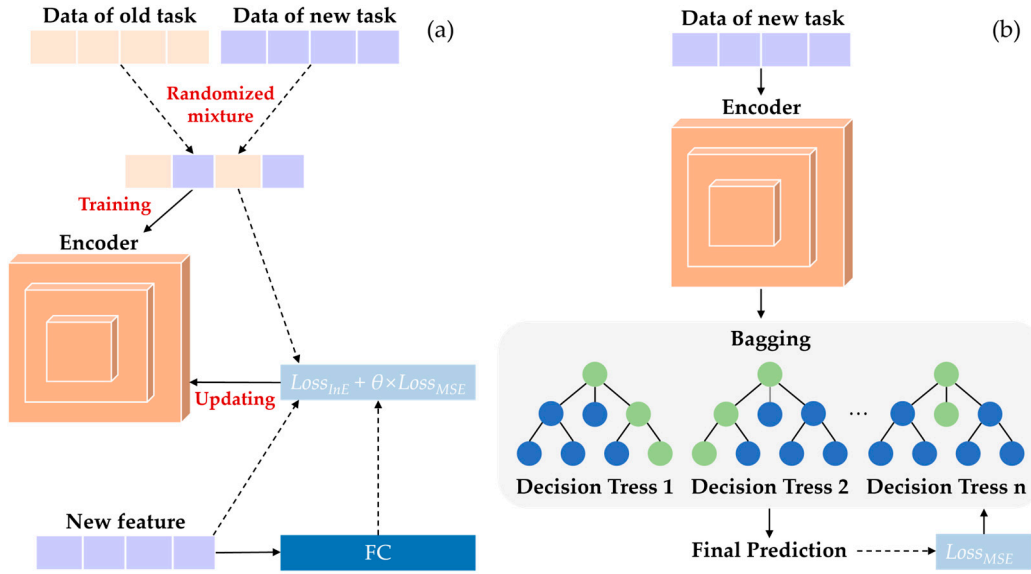 Data of old task
Data of new task
(a)
Randomized
mixture
Training
Encoder
Loss_InE + θ×Loss_MSE
Updating
New feature
FC
Data of new task
(b)
Encoder
Bagging
...
Decision Tress 1
Decision Tress 2
Decision Tress n
Final Prediction
Loss_MSE